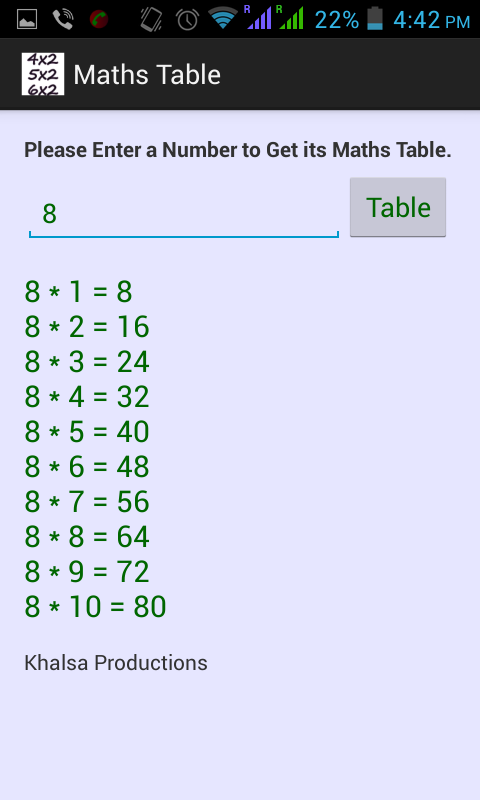 R R 22% 4:42 PM
4x2
5x2
6x2
Maths Table
Please Enter a Number to Get its Maths Table.
8
Table
8 * 1 = 8
8 * 2 = 16
8 * 3 = 24
8 * 4 = 32
8 * 5 = 40
8 * 6 = 48
8 * 7 = 56
8 * 8 = 64
8 * 9 = 72
8 * 10 = 80
Khalsa Productions